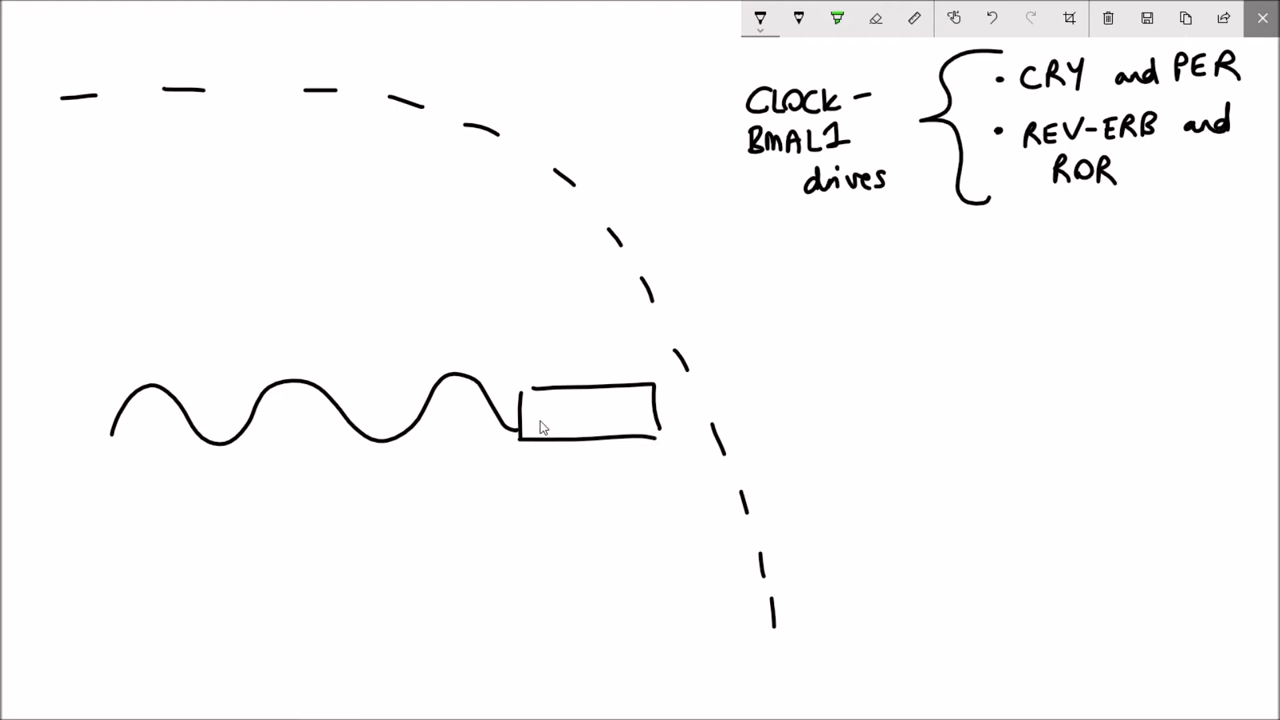 CLOCK-
BMAL1
drives
• CRY and PER
• REV-ERB and
ROR